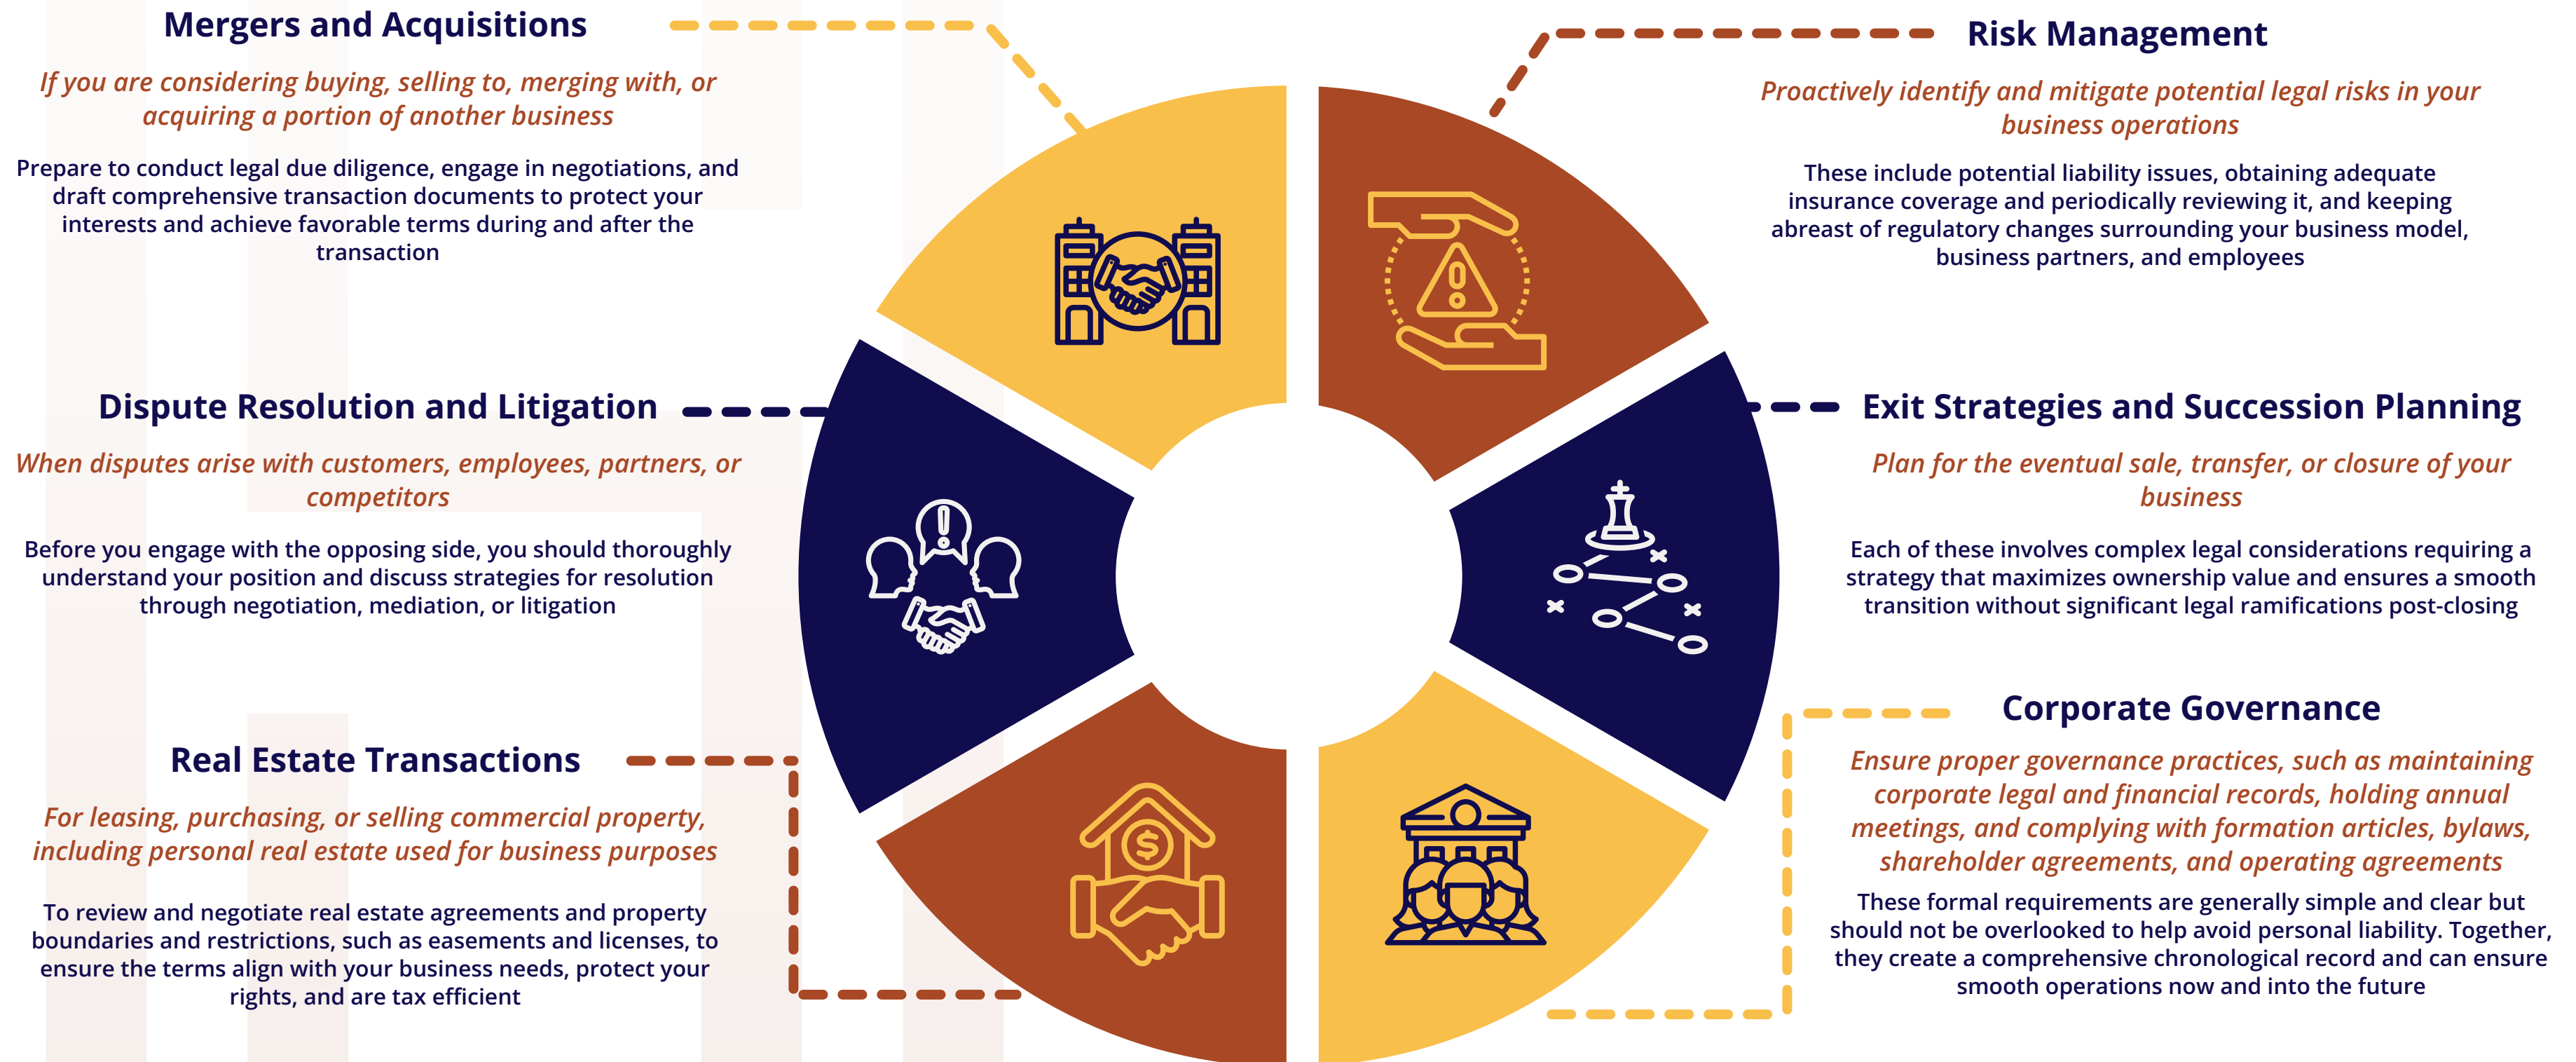 Mergers and Acquisitions
If you are considering buying, selling to, merging with, or
acquiring a portion of another business
Prepare to conduct legal due diligence, engage in negotiations, and
draft comprehensive transaction documents to protect your
interests and achieve favorable terms during and after the
transaction
Dispute Resolution and Litigation
When disputes arise with customers, employees, partners, or
competitors
Before you engage with the opposing side, you should thoroughly
understand your position and discuss strategies for resolution
through negotiation, mediation, or litigation
Real Estate Transactions
For leasing, purchasing, or selling commercial property,
including personal real estate used for business purposes
To review and negotiate real estate agreements and property
boundaries and restrictions, such as easements and licenses, to
ensure the terms align with your business needs, protect your
rights, and are tax efficient
Risk Management
Proactively identify and mitigate potential legal risks in your
business operations
These include potential liability issues, obtaining adequate
insurance coverage and periodically reviewing it, and keeping
abreast of regulatory changes surrounding your business model,
business partners, and employees
Exit Strategies and Succession Planning
Plan for the eventual sale, transfer, or closure of your
business
Each of these involves complex legal considerations requiring a
strategy that maximizes ownership value and ensures a smooth
transition without significant legal ramifications post-closing
Corporate Governance
Ensure proper governance practices, such as maintaining
corporate legal and financial records, holding annual
meetings, and complying with formation articles, bylaws,
shareholder agreements, and operating agreements
These formal requirements are generally simple and clear but
should not be overlooked to help avoid personal liability. Together,
they create a comprehensive chronological record and can ensure
smooth operations now and into the future